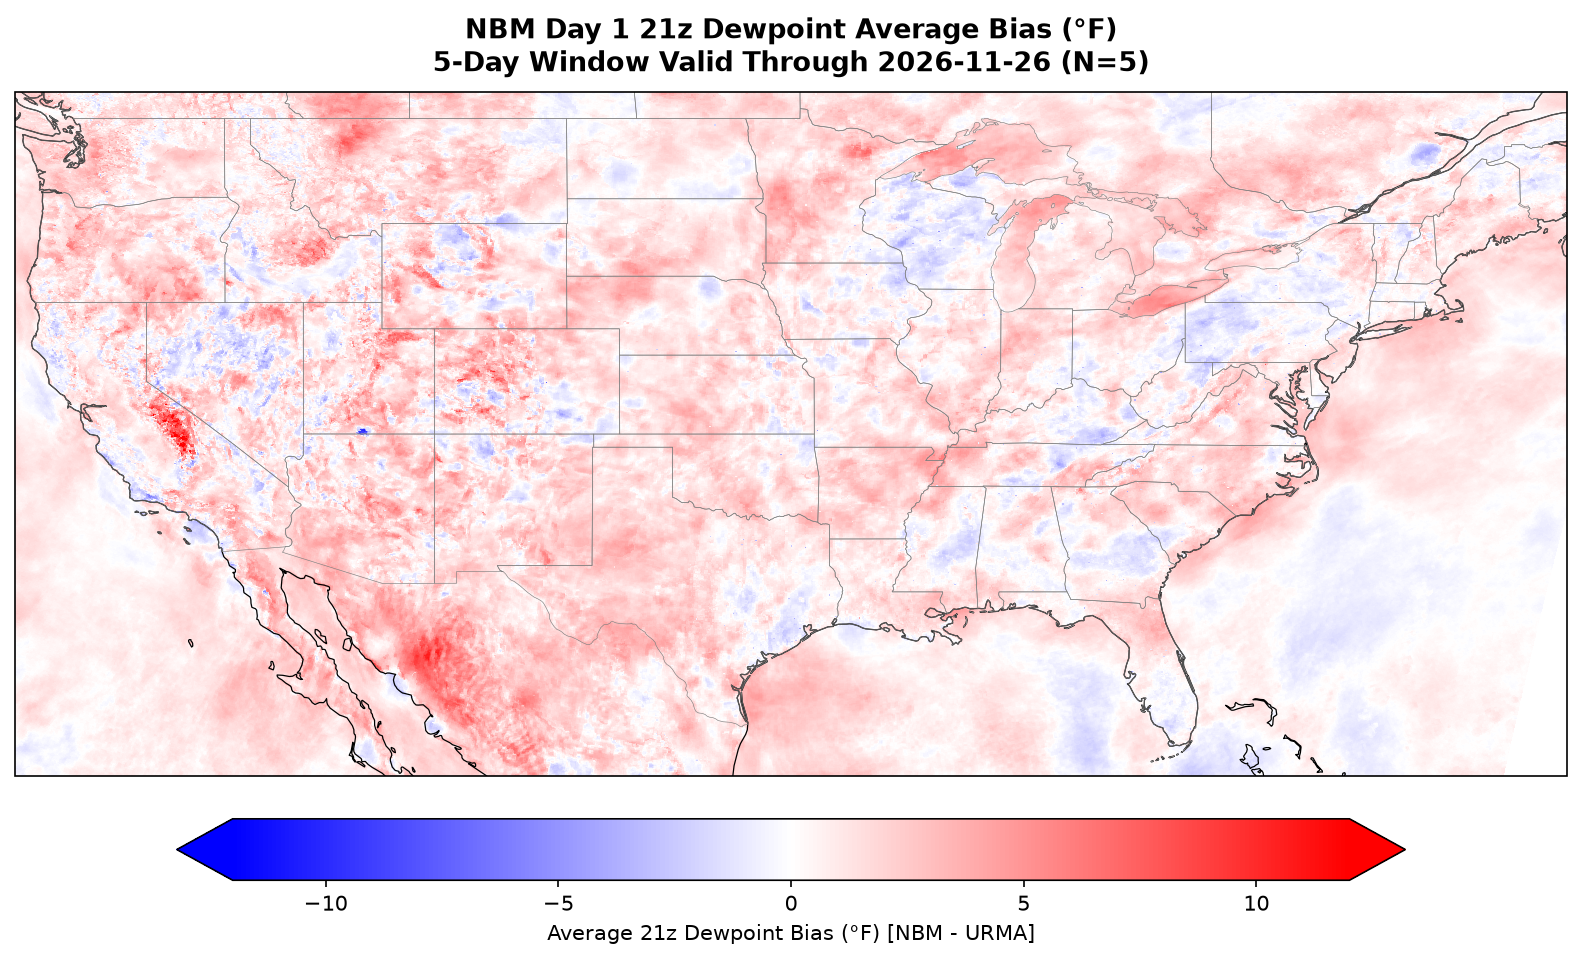 NBM Day 1 21z Dewpoint Average Bias (°F)
5-Day Window Valid Through 2026-11-26 (N=5)
−10 −5 0 5 10
Average 21z Dewpoint Bias (°F) [NBM - URMA]